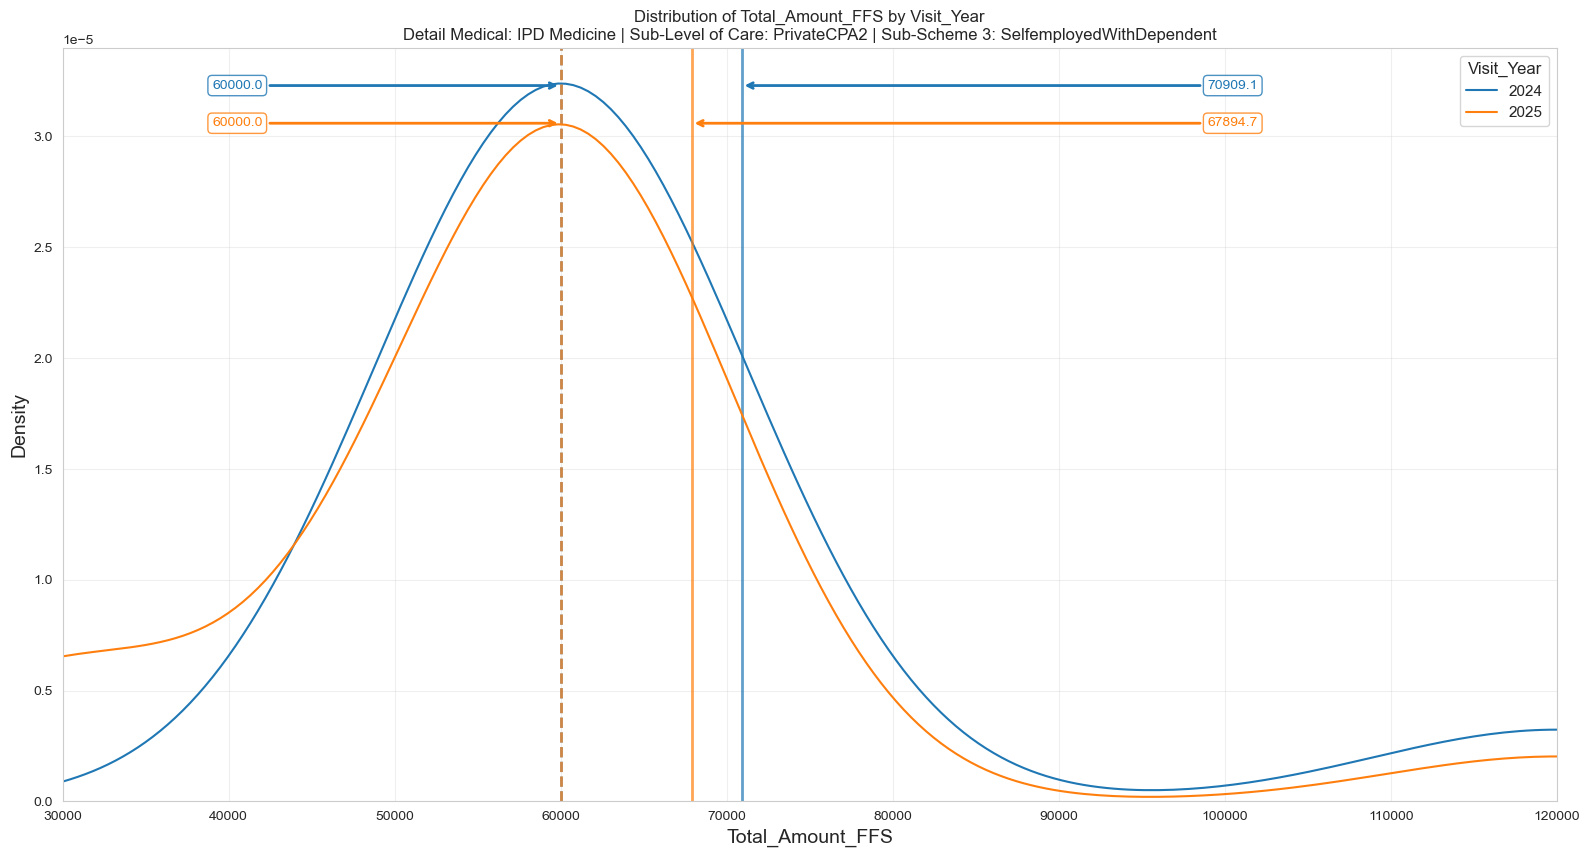 Distribution of Total_Amount_FFS by Visit_Year
Detail Medical: IPD Medicine | Sub-Level of Care: PrivateCPA2 | Sub-Scheme 3: SelfemployedWithDependent
1e−5
Visit_Year
2024
2025
60000.0
70909.1
60000.0
67894.7
3.0
2.5
2.0
1.5
1.0
0.5
0.0
Density
30000 40000 50000 60000 70000 80000 90000 100000 110000 120000
Total_Amount_FFS